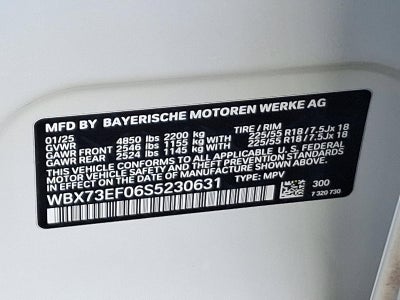 MFD BY BAYERISCHE MOTOREN WERKE AG
01/25 TIRE / RIM
GVWR 4850 lbs 2200 kg
GAWR FRONT 2546 lbs 1155 kg 225/55 R18 / 7.5Jx 18
GAWR REAR 2524 lbs 1145 kg 225/55 R18 / 7.5Jx 18
THIS VEHICLE CONFORMS TO ALL APPLICABLE U. S. FEDERAL
MOTOR VEHICLE SAFETY AND THEFT PREVENTION STANDARDS
IN EFFECT ON THE DATE OF MANUFACTURE SHOWN ABOVE.
WBX73EF06S5230631 TYPE: MPV
300
7 320 730